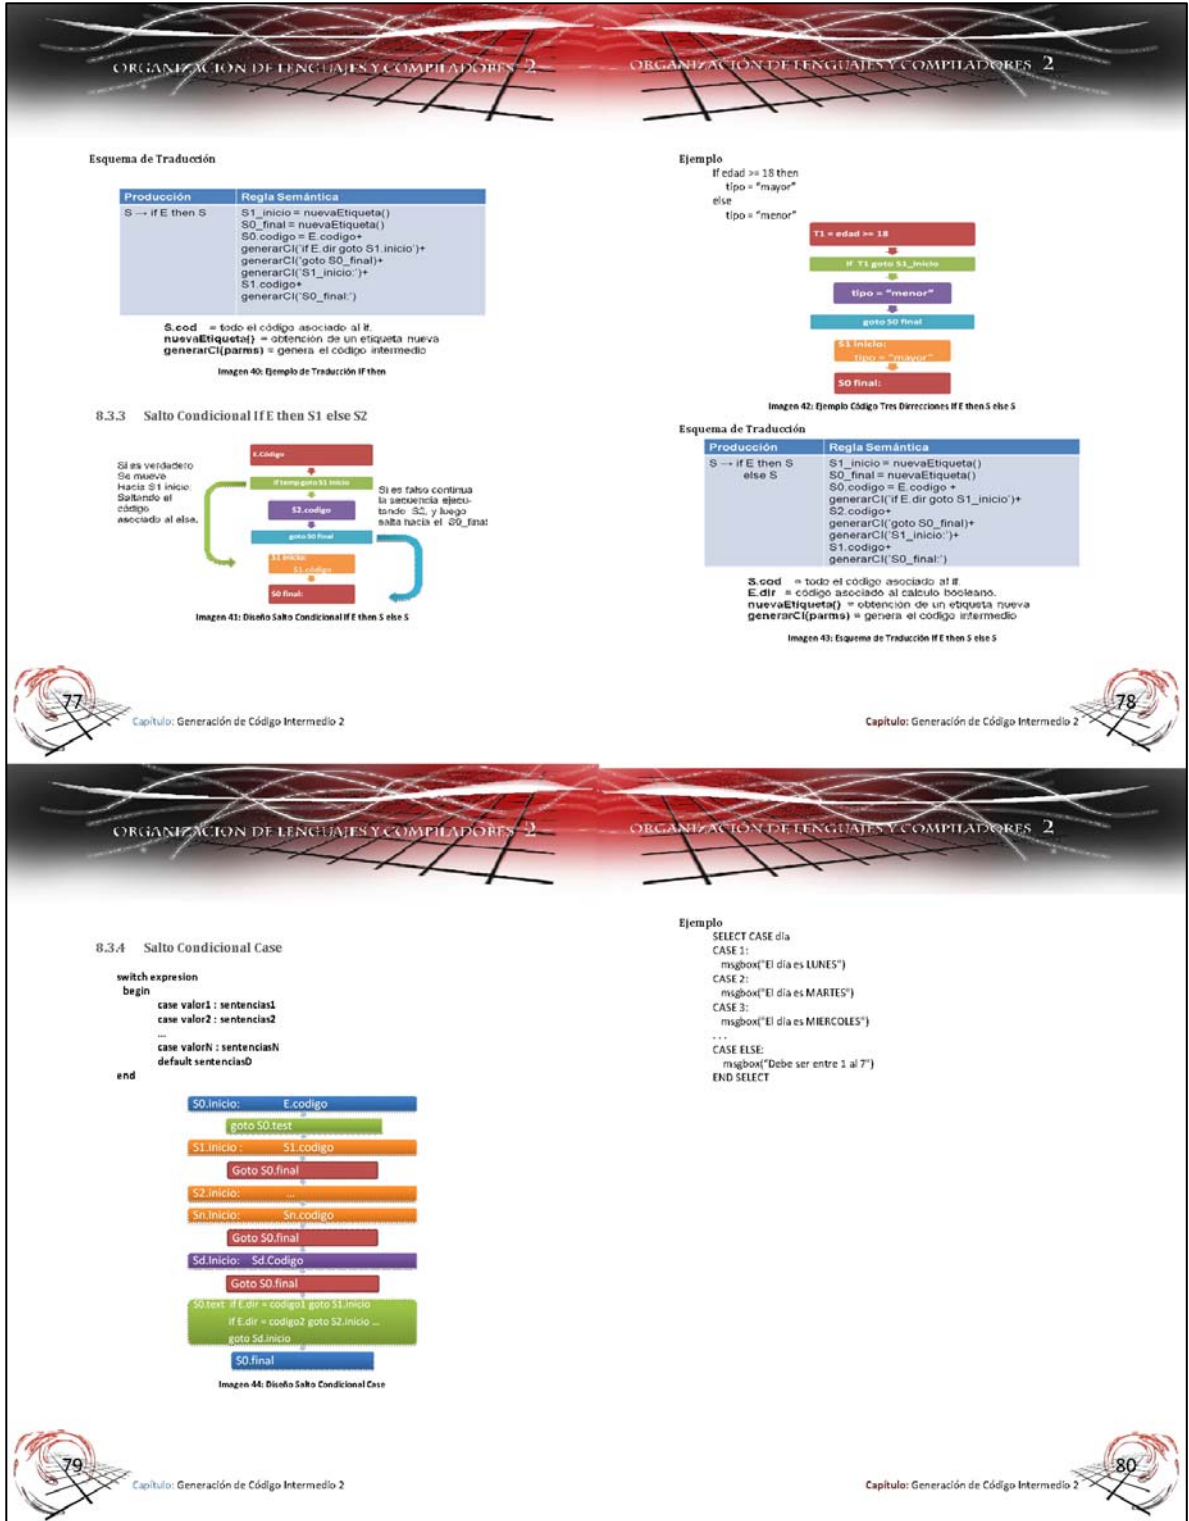 ORGANIZACIÓN DE LENGUAJES Y COMPILADORES 2
Esquema de Traducción
Producción Regla Semántica
S → if E then S S1_inicio = nuevaEtiqueta()
S0_final = nuevaEtiqueta()
S0.codigo = E.codigo+
generarCI('if E.dir goto S1.inicio')+
generarCI('goto S0_final)+
generarCI('S1_inicio:')+
S1.codigo+
generarCI('S0_final:')
S.cod = todo el código asociado al if.
nuevaEtiqueta() = obtención de un etiqueta nueva
generarCI(parms) = genera el código intermedio
Imagen 40: Ejemplo de Traducción IF then
8.3.3 Salto Condicional If E then S1 else S2
Si es verdadero
Se mueve
Hacia S1 inicio:
Saltando el
código
asociado al else.
E.Código
if temp goto S1 Inicio
S2.codigo
goto S0 final
S1 Inicio:
S1.código
S0 final:
Si es falso continua
la secuencia ejecu-
tando S2, y luego
salta hacia el S0_final
Imagen 41: Diseño Salto Condicional If E then S else S
77
Capítulo: Generación de Código Intermedio 2
ORGANIZACIÓN DE LENGUAJES Y COMPILADORES 2
Ejemplo
If edad >= 18 then
tipo = "mayor"
else
tipo = "menor"
T1 = edad >= 18
if T1 goto S1_Inicio
tipo = "menor"
goto S0 final
S1 Inicio:
tipo = "mayor"
S0 final:
Imagen 42: Ejemplo Código Tres Dirrecciones If E then S else S
Esquema de Traducción
Producción Regla Semántica
S → if E then S S1_inicio = nuevaEtiqueta()
else S S0_final = nuevaEtiqueta()
S0.codigo = E.codigo +
generarCI('if E.dir goto S1_inicio')+
S2.codigo+
generarCI('goto S0_final)+
generarCI('S1_inicio:')+
S1.codigo+
generarCI('S0_final:')
S.cod = todo el código asociado al if.
E.dir = código asociado al calculo booleano.
nuevaEtiqueta() = obtención de un etiqueta nueva
generarCI(parms) = genera el código intermedio
Imagen 43: Esquema de Traducción If E then S else S
78
Capítulo: Generación de Código Intermedio 2
ORGANIZACIÓN DE LENGUAJES Y COMPILADORES 2
8.3.4 Salto Condicional Case
switch expresion
begin
case valor1 : sentencias1
case valor2 : sentencias2
...
case valorN : sentenciasN
default sentenciasD
end
S0.Inicio: E.codigo
goto S0.test
S1.Inicio : S1.codigo
Goto S0.final
S2.Inicio: ...
Sn.Inicio: Sn.codigo
Goto S0.final
Sd.Inicio: Sd.Codigo
Goto S0.final
S0.text if E.dir = codigo1 goto S1.Inicio
if E.dir = codigo2 goto S2.Inicio ...
goto Sd.inicio
S0.final
Imagen 44: Diseño Salto Condicional Case
79
Capítulo: Generación de Código Intermedio 2
ORGANIZACIÓN DE LENGUAJES Y COMPILADORES 2
Ejemplo
SELECT CASE dia
CASE 1:
msgbox("El día es LUNES")
CASE 2:
msgbox("El día es MARTES")
CASE 3:
msgbox("El día es MIERCOLES")
. . .
CASE ELSE:
msgbox("Debe ser entre 1 al 7")
END SELECT
80
Capítulo: Generación de Código Intermedio 2